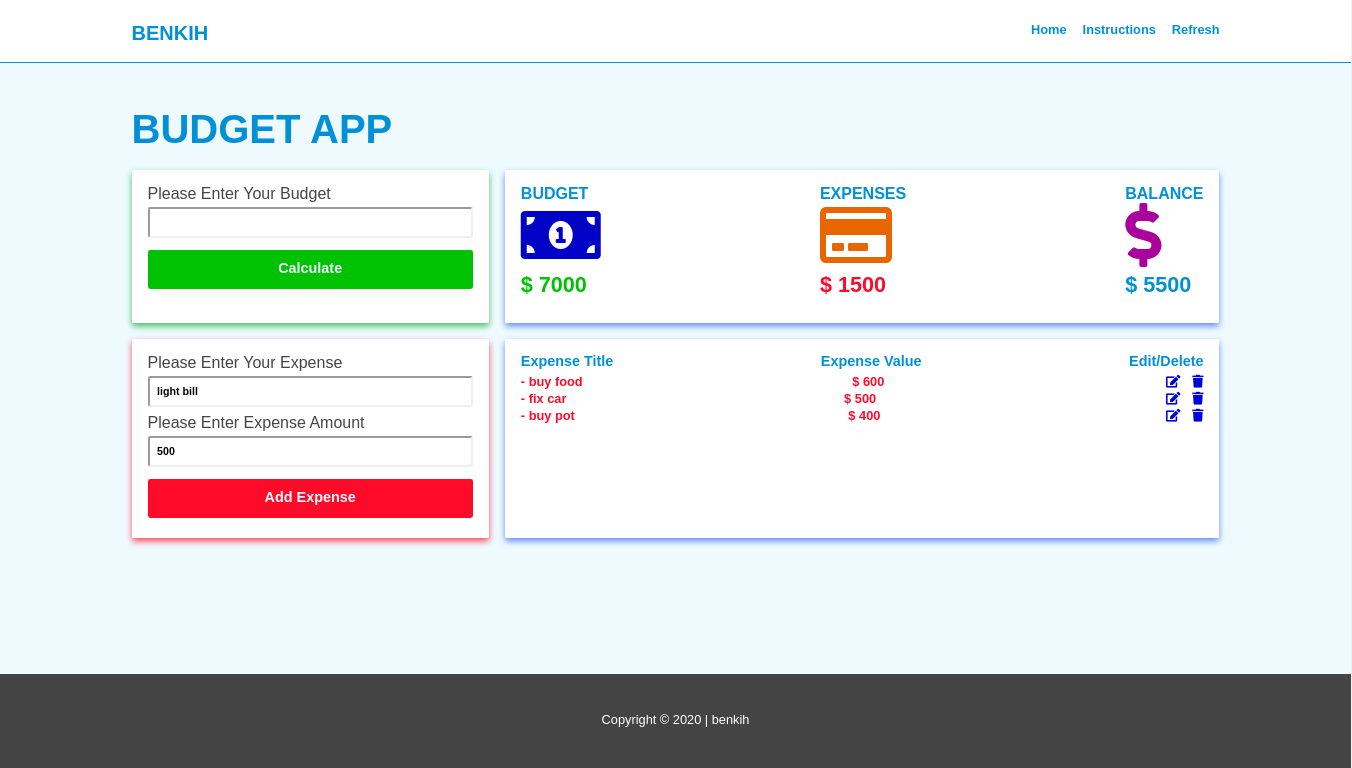 BENKIH
Home Instructions Refresh
BUDGET APP
Please Enter Your Budget
Calculate
BUDGET EXPENSES BALANCE
1
$ 7000 $ 1500 $ 5500
Please Enter Your Expense
light bill
Please Enter Expense Amount
500
Add Expense
Expense Title Expense Value Edit/Delete
- buy food $ 600
- fix car $ 500
- buy pot $ 400
Copyright © 2020 | benkih